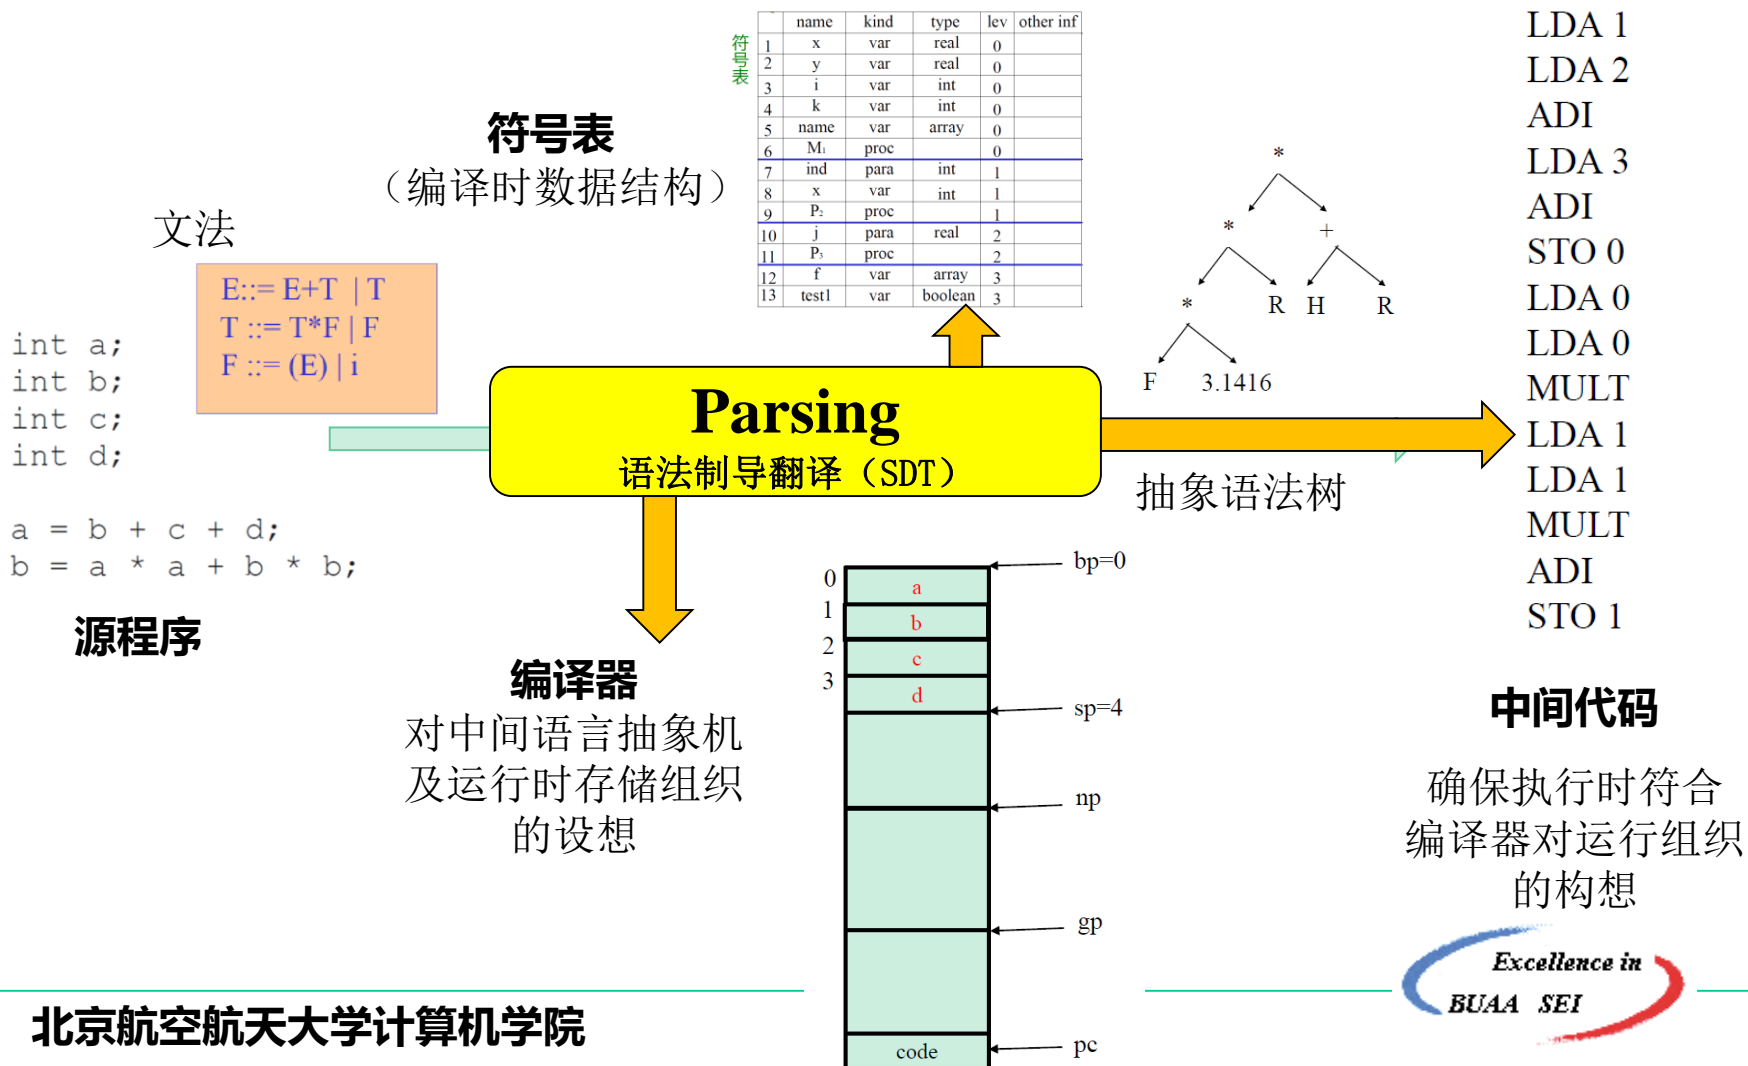 name kind type lev other inf
1 x var real 0
2 y var real 0
3 i var int 0
4 k var int 0
5 name var array 0
6 M₁ proc 0
7 ind para int 1
8 x var int 1
9 P₂ proc 1
10 j para real 2
11 P₃ proc 2
12 f var array 3
13 test1 var boolean 3
符号表
符号表
（编译时数据结构）
文法
E::= E+T | T
T ::= T*F | F
F ::= (E) | i
int a;
int b;
int c;
int d;
a = b + c + d;
b = a * a + b * b;
源程序
Parsing
语法制导翻译（SDT）
*
* +
* R H R
F 3.1416
抽象语法树
LDA 1
LDA 2
ADI
LDA 3
ADI
STO 0
LDA 0
LDA 0
MULT
LDA 1
LDA 1
MULT
ADI
STO 1
中间代码
确保执行时符合
编译器对运行组织
的构想
编译器
对中间语言抽象机
及运行时存储组织
的设想
bp=0
0 a
1 b
2 c
3 d
sp=4
np
gp
code pc
Excellence in
BUAA SEI
北京航空航天大学计算机学院